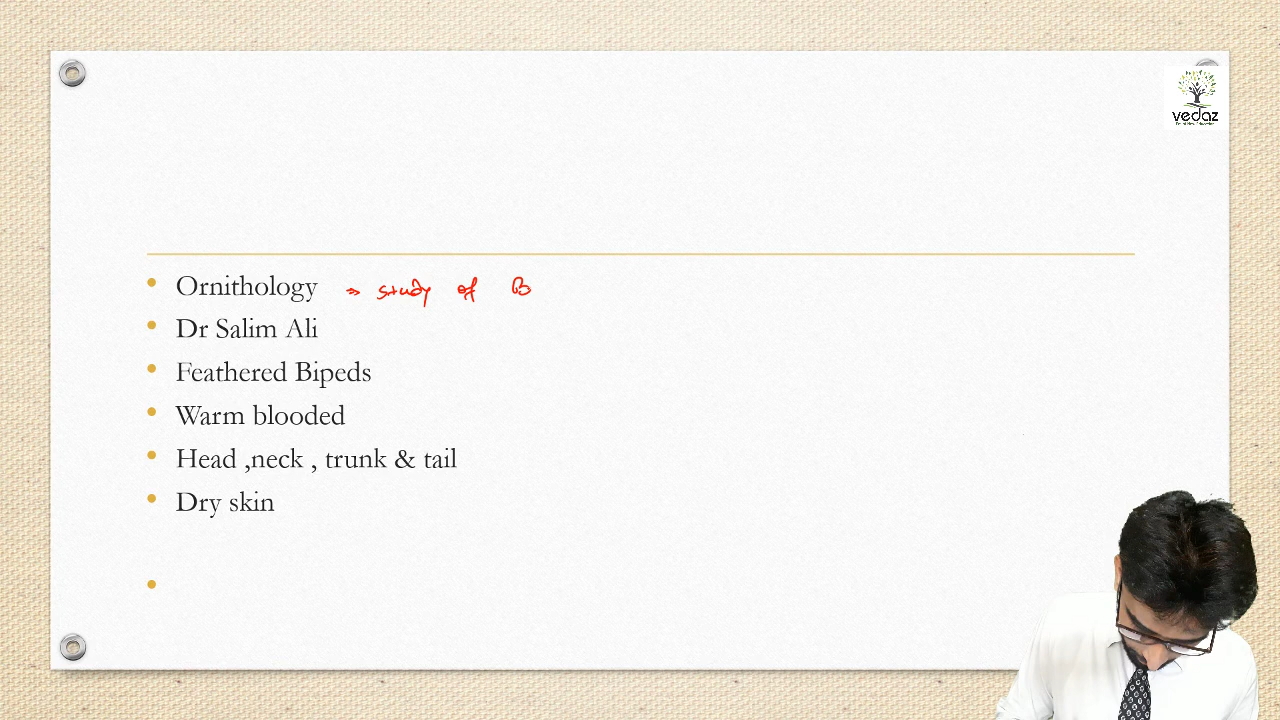 vedaz
Ornithology => study of B
Dr Salim Ali
Feathered Bipeds
Warm blooded
Head ,neck , trunk & tail
Dry skin